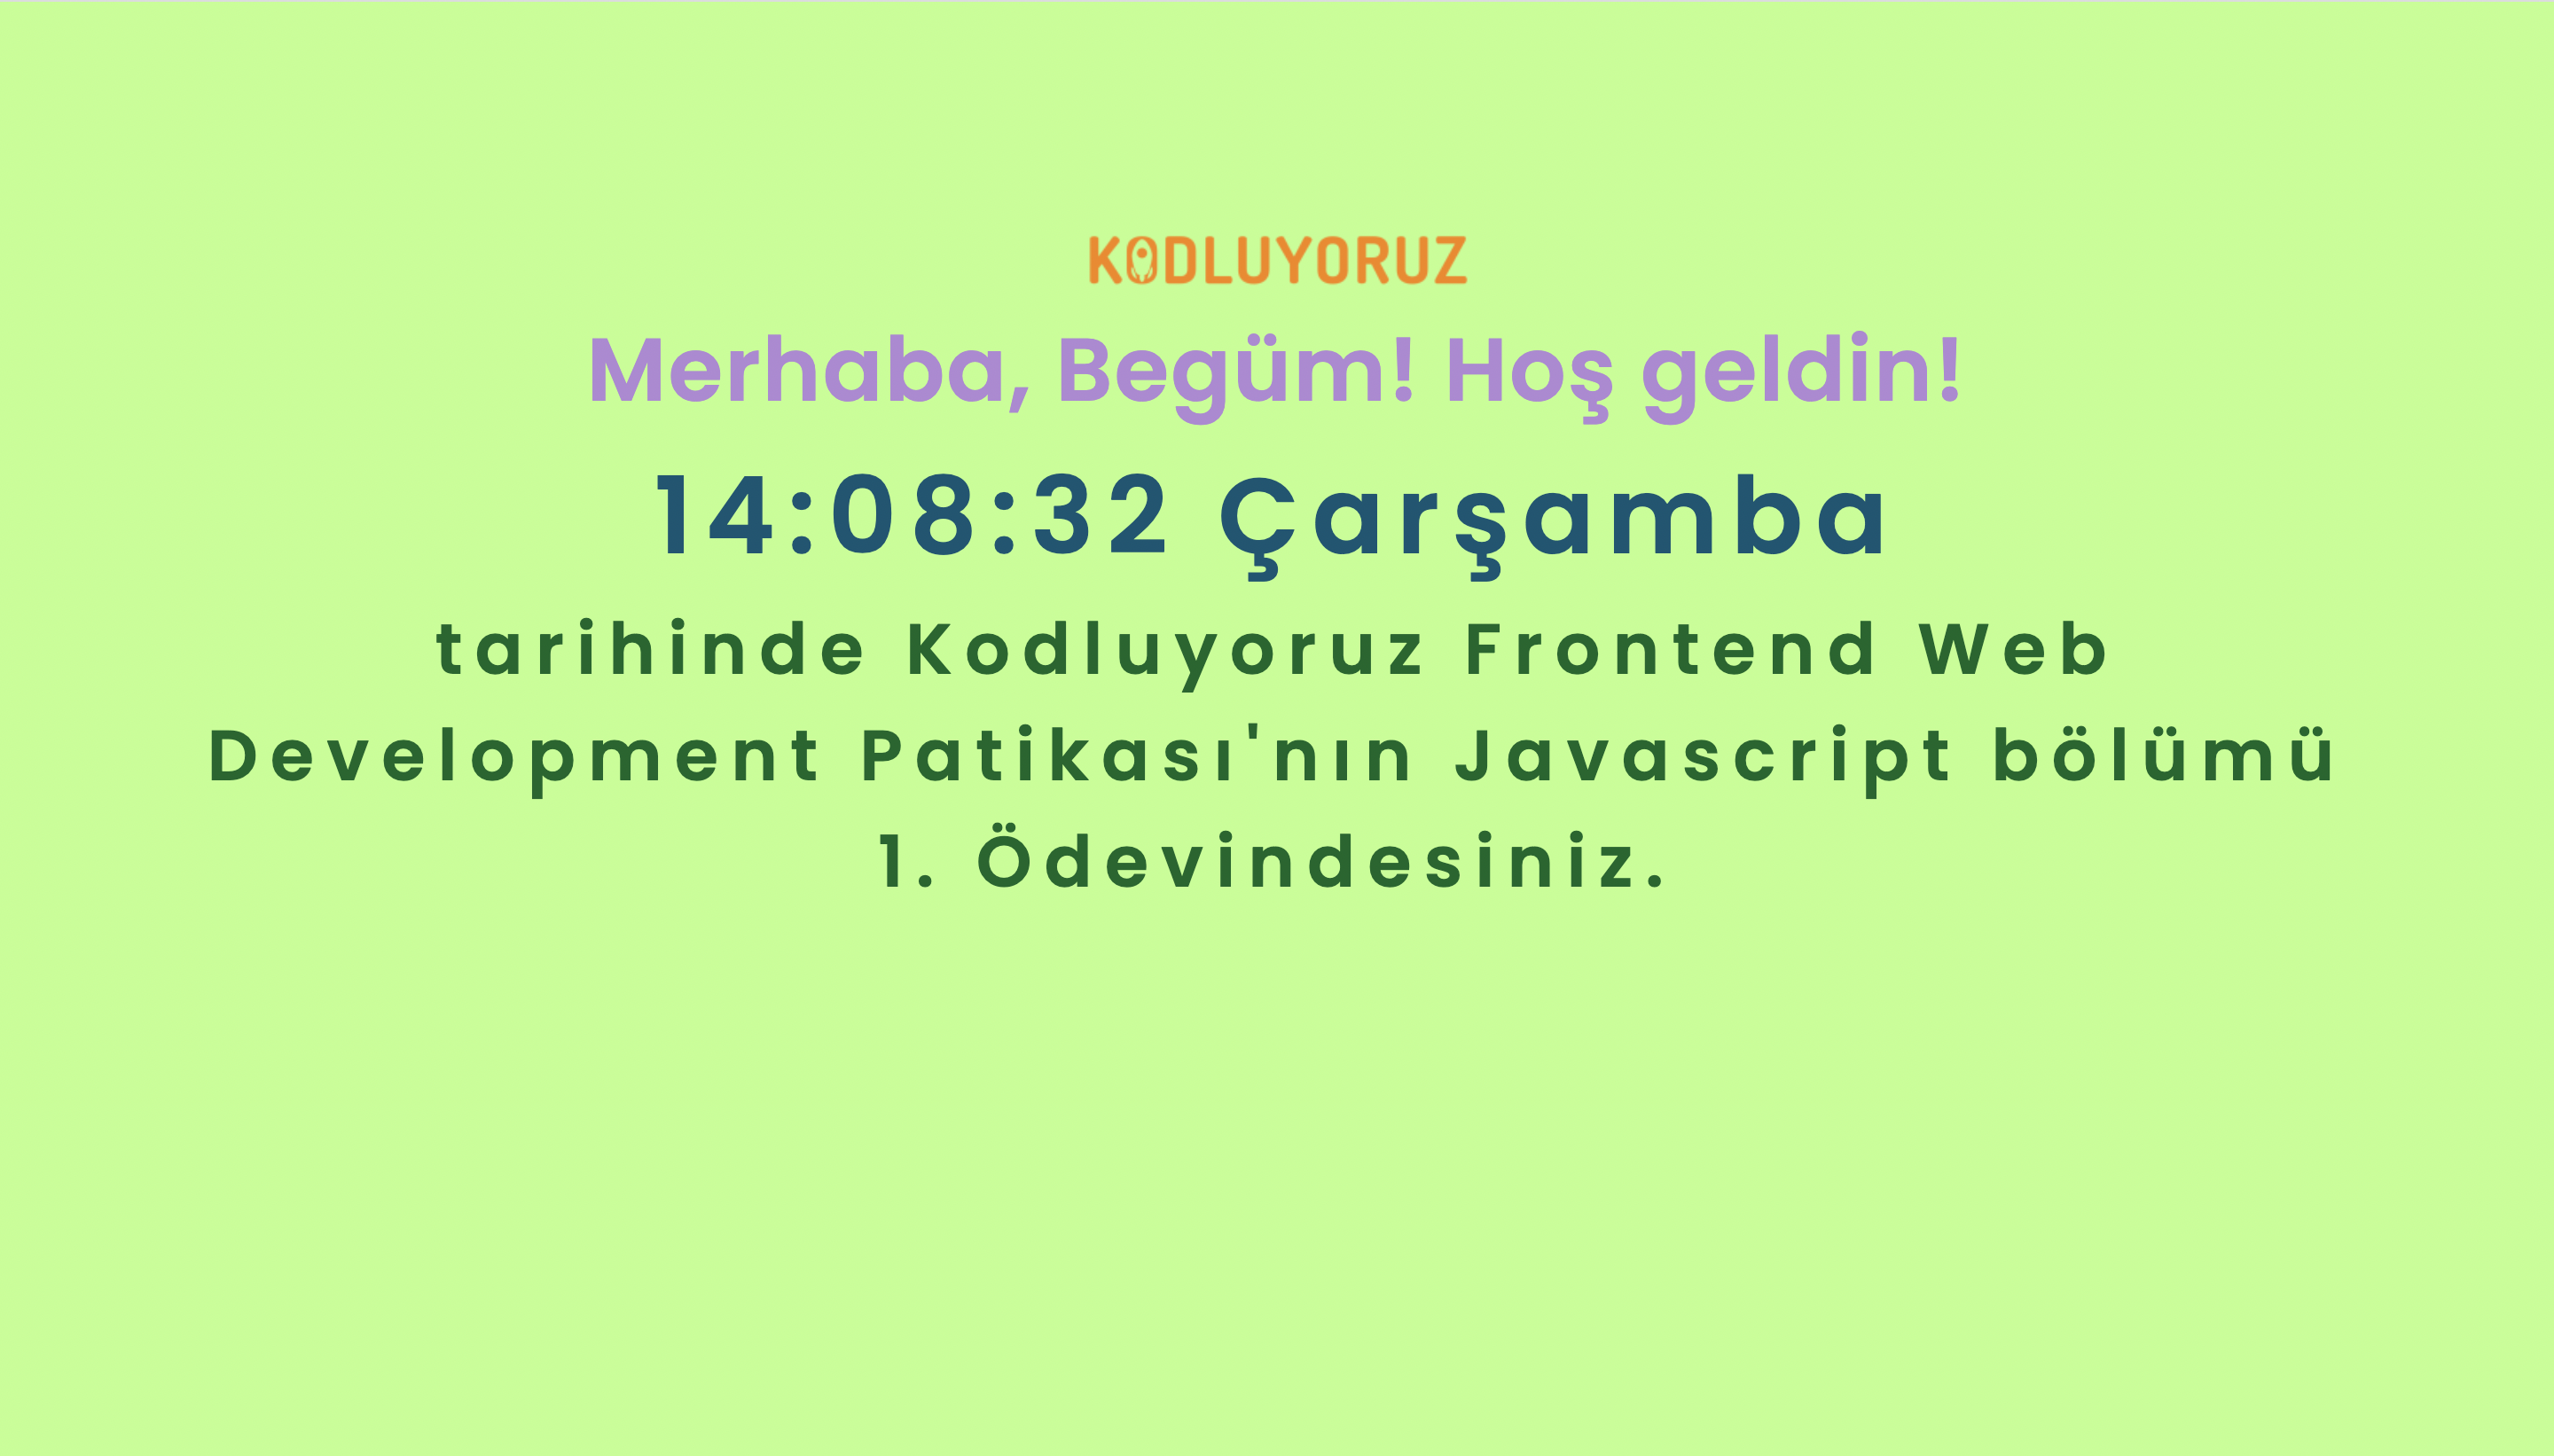 KODLUYORUZ
Merhaba, Begüm! Hoş geldin!
14:08:32 Çarşamba
tarihinde Kodluyoruz Frontend Web
Development Patikası'nın Javascript bölümü
1. Ödevindesiniz.